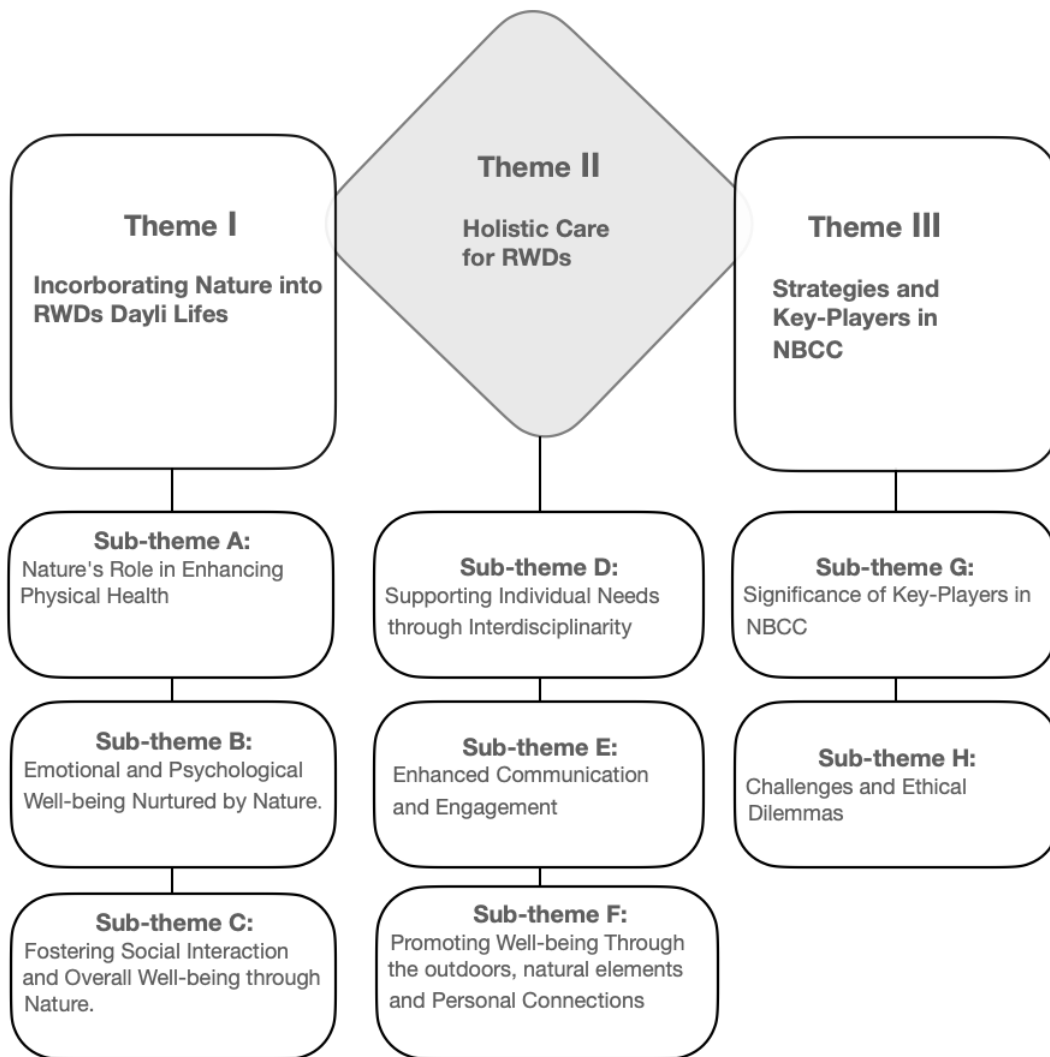 Theme I
Incorborating Nature into
RWDs Dayli Lifes
Sub-theme A:
Nature's Role in Enhancing
Physical Health
Sub-theme B:
Emotional and Psychological
Well-being Nurtured by Nature.
Sub-theme C:
Fostering Social Interaction
and Overall Well-being through
Nature.
Theme II
Holistic Care
for RWDs
Sub-theme D:
Supporting Individual Needs
through Interdisciplinarity
Sub-theme E:
Enhanced Communication
and Engagement
Sub-theme F:
Promoting Well-being Through
the outdoors, natural elements
and Personal Connections
Theme III
Strategies and
Key-Players in
NBCC
Sub-theme G:
Significance of Key-Players in
NBCC
Sub-theme H:
Challenges and Ethical
Dilemmas